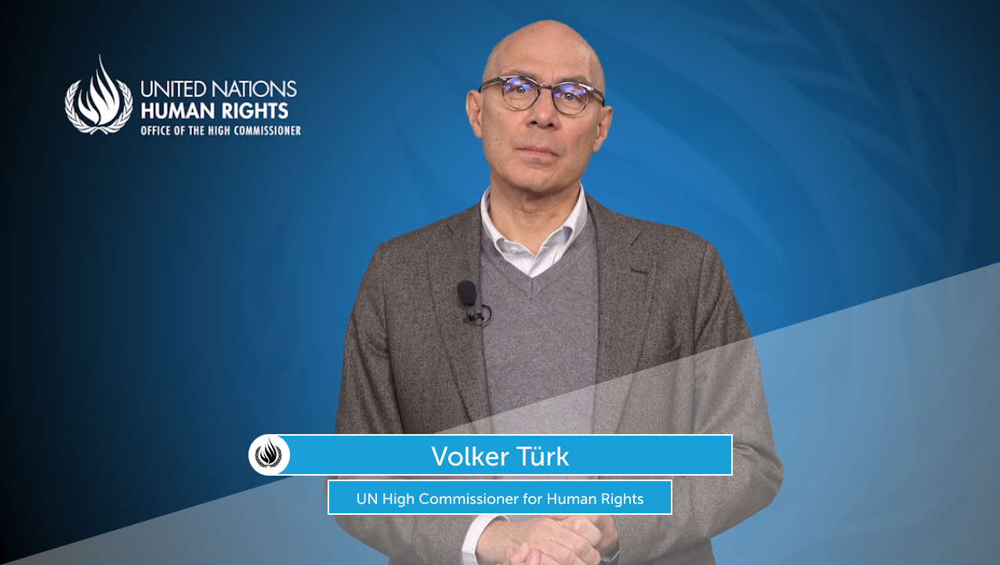 UNITED NATIONS
HUMAN RIGHTS
OFFICE OF THE HIGH COMMISSIONER
Volker Türk
UN High Commissioner for Human Rights